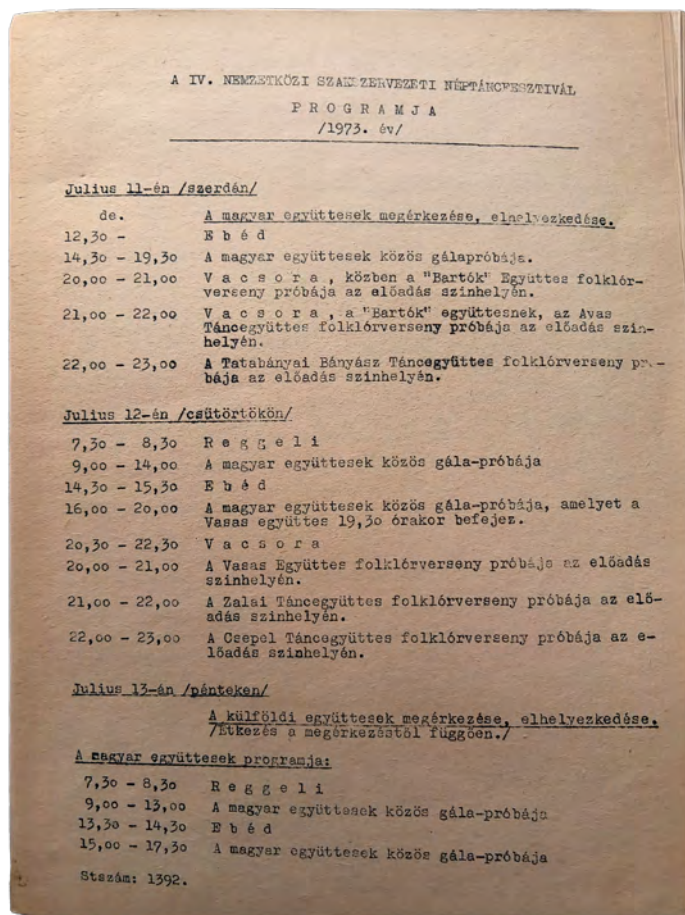 A IV. NEMZETKÖZI SZAKSZERVEZETI NÉPTÁNCFESZTIVÁL
P R O G R A M J A
/1973. év/
Julius 11-én /szerdán/
de. A magyar együttesek megérkezése, elhelyezkedése.
12,30 - E b é d
14,30 - 19,30 A magyar együttesek közös gálapróbája.
20,00 - 21,00 V a c s o r a , közben a "Bartók" Együttes folklór-
verseny próbája az előadás szinhelyén.
21,00 - 22,00 V a c s o r a , a "Bartók" együttesnek, az Avas
Táncegyüttes folklórverseny próbája az előadás szin-
helyén.
22,00 - 23,00 A Tatabányai Bányász Táncegyüttes folklórverseny pró-
bája az előadás szinhelyén.
Julius 12-én /csütörtökön/
7,30 - 8,30 R e g g e l i
9,00 - 14,00 A magyar együttesek közös gála-próbája
14,30 - 15,30 E b é d
16,00 - 20,00 A magyar együttesek közös gála-próbája, amelyet a
Vasas együttes 19,30 órakor befejez.
20,30 - 22,30 V a c s o r a
20,00 - 21,00 A Vasas Együttes folklórverseny próbája az előadás
szinhelyén.
21,00 - 22,00 A Zalai Táncegyüttes folklórverseny próbája az elő-
adás szinhelyén.
22,00 - 23,00 A Csepel Táncegyüttes folklórverseny próbája az e-
lőadás szinhelyén.
Julius 13-án /pénteken/
A külföldi együttesek megérkezése, elhelyezkedése.
/Étkezés a megérkezéstől függően./
A magyar együttesek programja:
7,30 - 8,30 R e g g e l i
9,00 - 13,00 A magyar együttesek közös gála-próbája
13,30 - 14,30 E b é d
15,00 - 17,30 A magyar együttesek közös gála-próbája
Stszám: 1392.